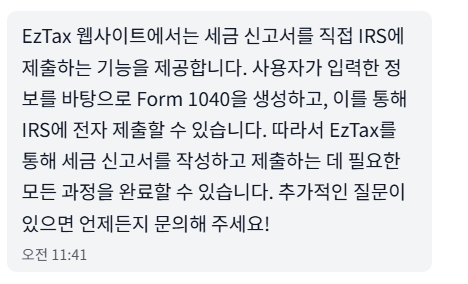 EzTax 웹사이트에서는 세금 신고서를 직접 IRS에
제출하는 기능을 제공합니다. 사용자가 입력한 정
보를 바탕으로 Form 1040을 생성하고, 이를 통해
IRS에 전자 제출할 수 있습니다. 따라서 EzTax를
통해 세금 신고서를 작성하고 제출하는 데 필요한
모든 과정을 완료할 수 있습니다. 추가적인 질문이
있으면 언제든지 문의해 주세요!
오전 11:41